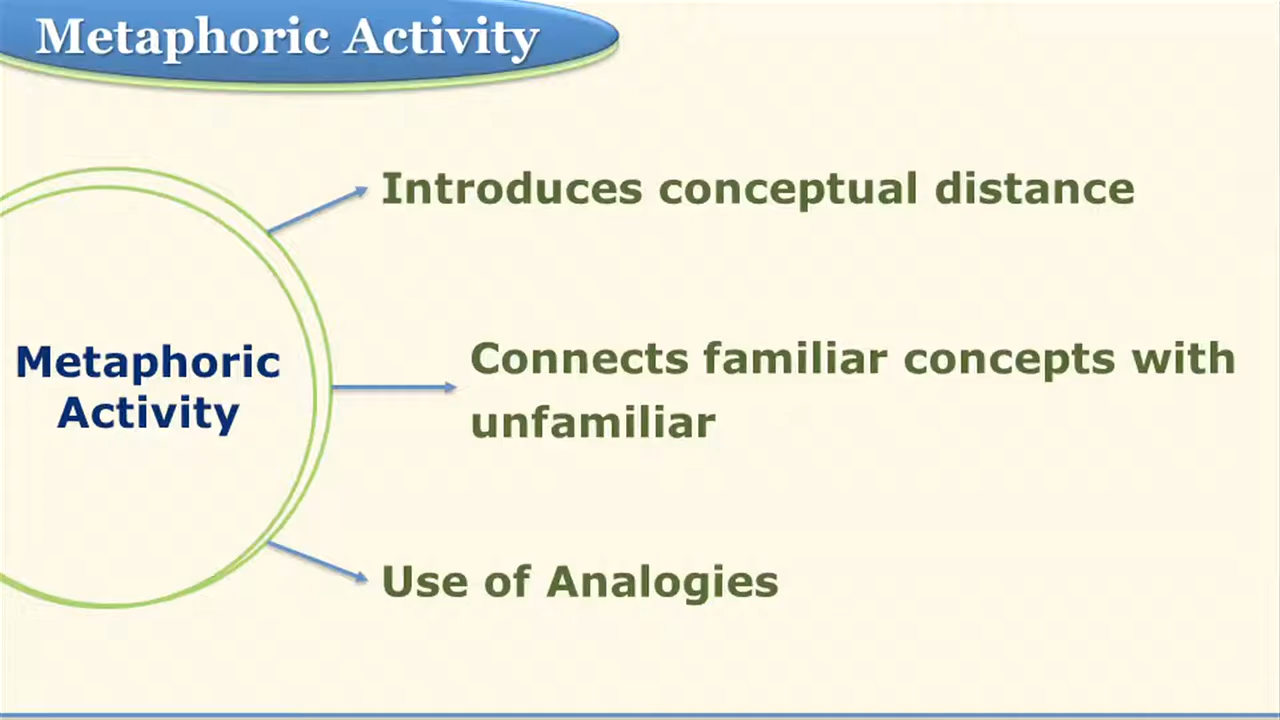 Metaphoric Activity
Introduces conceptual distance
Metaphoric
Activity
Connects familiar concepts with
unfamiliar
Use of Analogies